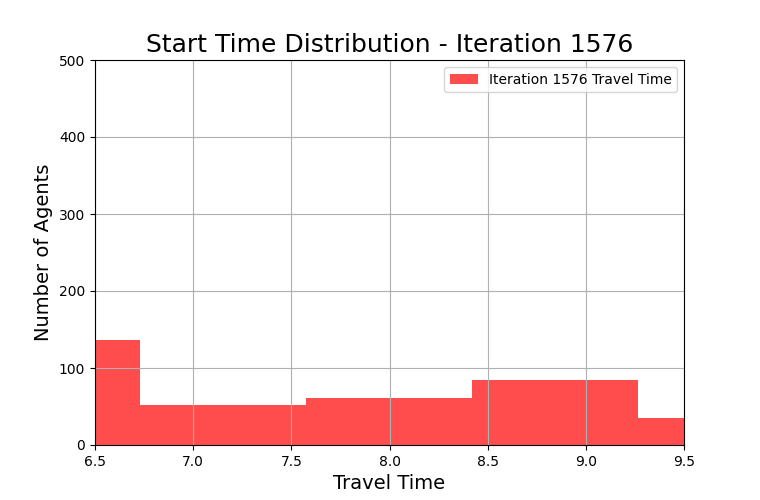 Start Time Distribution - Iteration 1576
Iteration 1576 Travel Time
Number of Agents
500
400
300
200
100
0
6.5 7.0 7.5 8.0 8.5 9.0 9.5
Travel Time